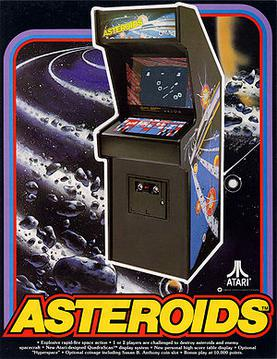 ASTEROIDS
ATARI
ASTEROIDS™
• Explosive rapid-fire space action • 1 or 2 players are challenged to destroy asteroids and enemy
spacecraft • New Atari-designed QuadraScan™ display system • New personal high score table display • Optional
"Hyperspace" • Optional coinage including Susan B. Anthony coin slot • Bonus play at 10,000 points.